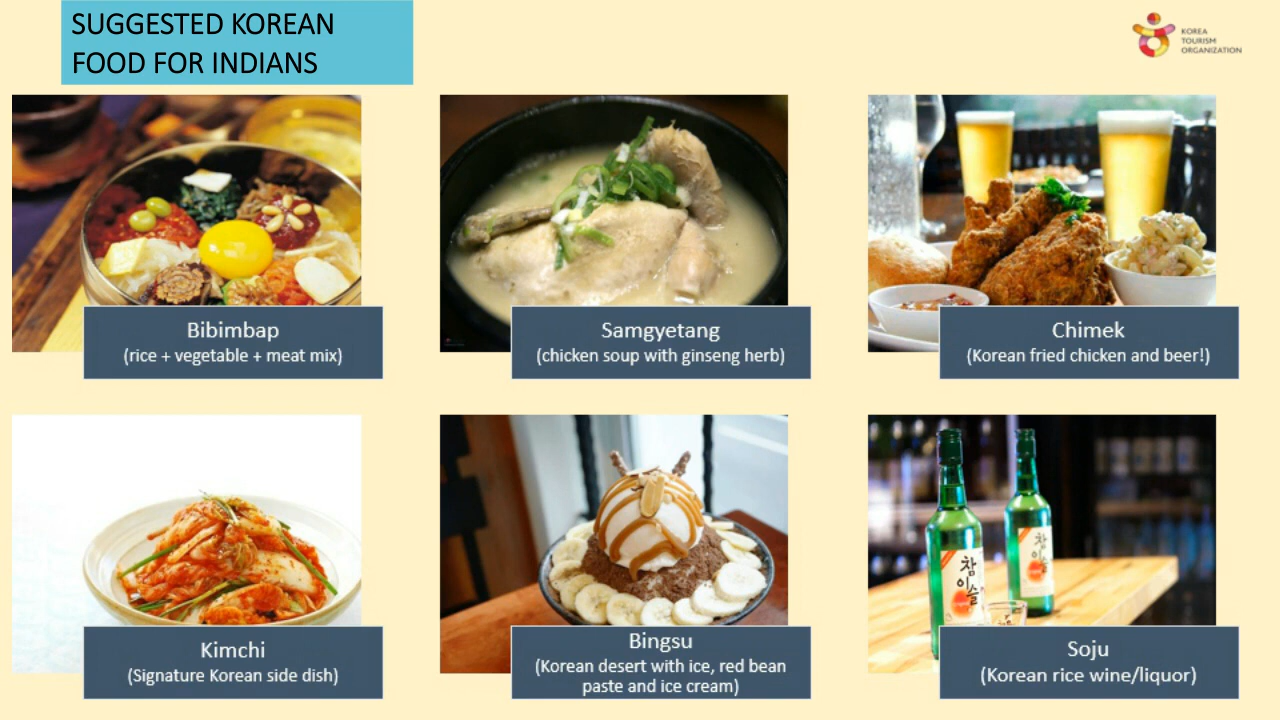 SUGGESTED KOREAN
FOOD FOR INDIANS
KOREA
TOURISM
ORGANIZATION
Bibimbap
(rice + vegetable + meat mix)
Samgyetang
(chicken soup with ginseng herb)
Chimek
(Korean fried chicken and beer!)
Kimchi
(Signature Korean side dish)
Bingsu
(Korean desert with ice, red bean
paste and ice cream)
참
이슬
참
이슬
Soju
(Korean rice wine/liquor)